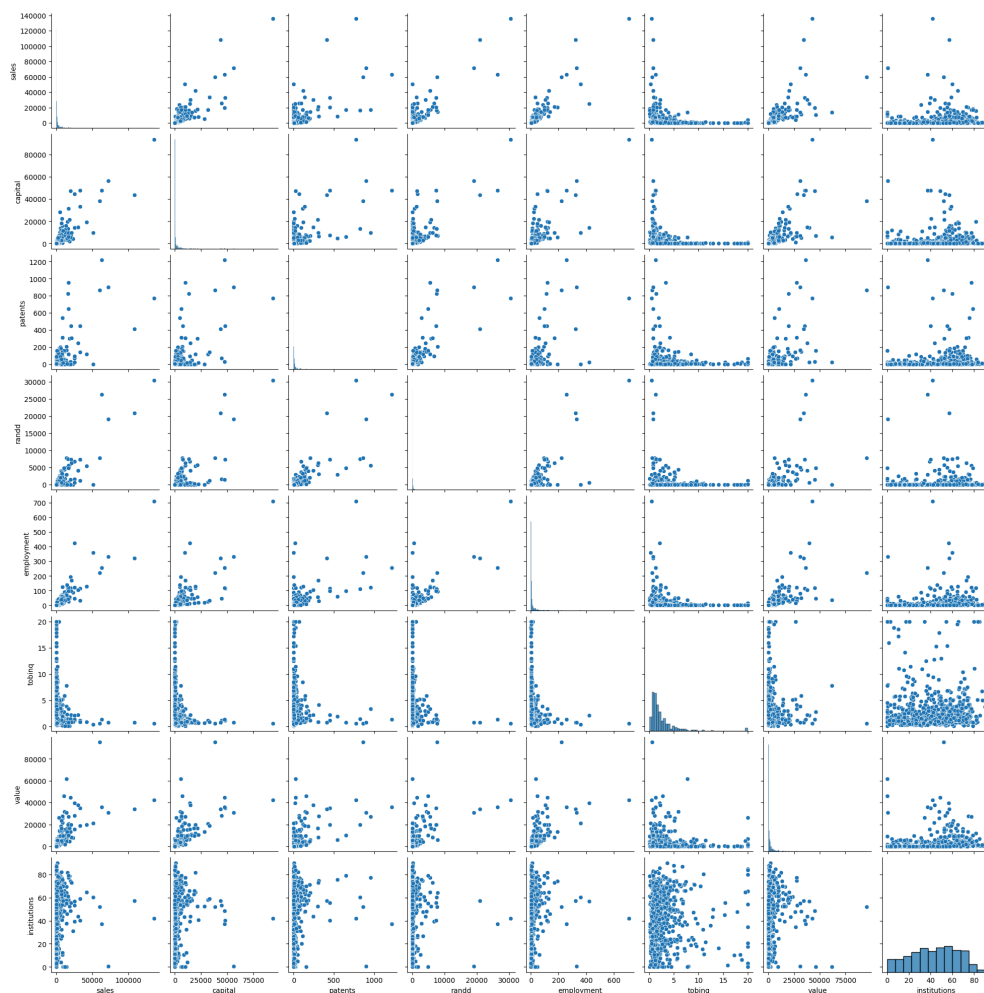 140000
120000
100000
80000
60000
40000
20000
0
sales
80000
60000
40000
20000
0
capital
1200
1000
800
600
400
200
0
patents
30000
25000
20000
15000
10000
5000
0
randd
700
600
500
400
300
200
100
0
employment
20
15
10
5
0
tobinq
80000
60000
40000
20000
0
value
80
60
40
20
0
institutions
0 50000 100000
0 25000 50000 75000
0 500 1000
0 10000 20000 30000
0 200 400 600
0 5 10 15 20
0 25000 50000 75000
0 20 40 60 80
sales capital patents randd employment tobinq value institutions